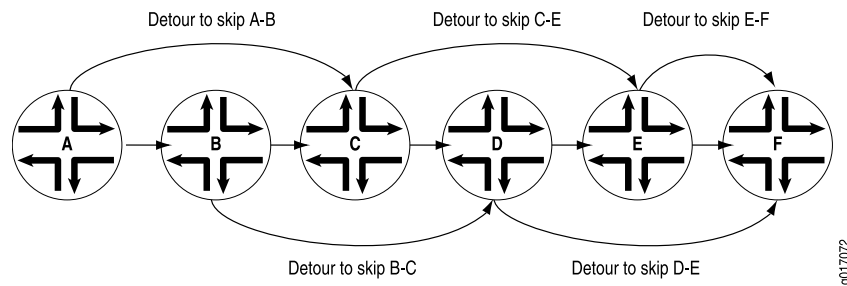 Detour to skip A-B
Detour to skip C-E
Detour to skip E-F
A
B
C
D
E
F
Detour to skip B-C
Detour to skip D-E
g017072